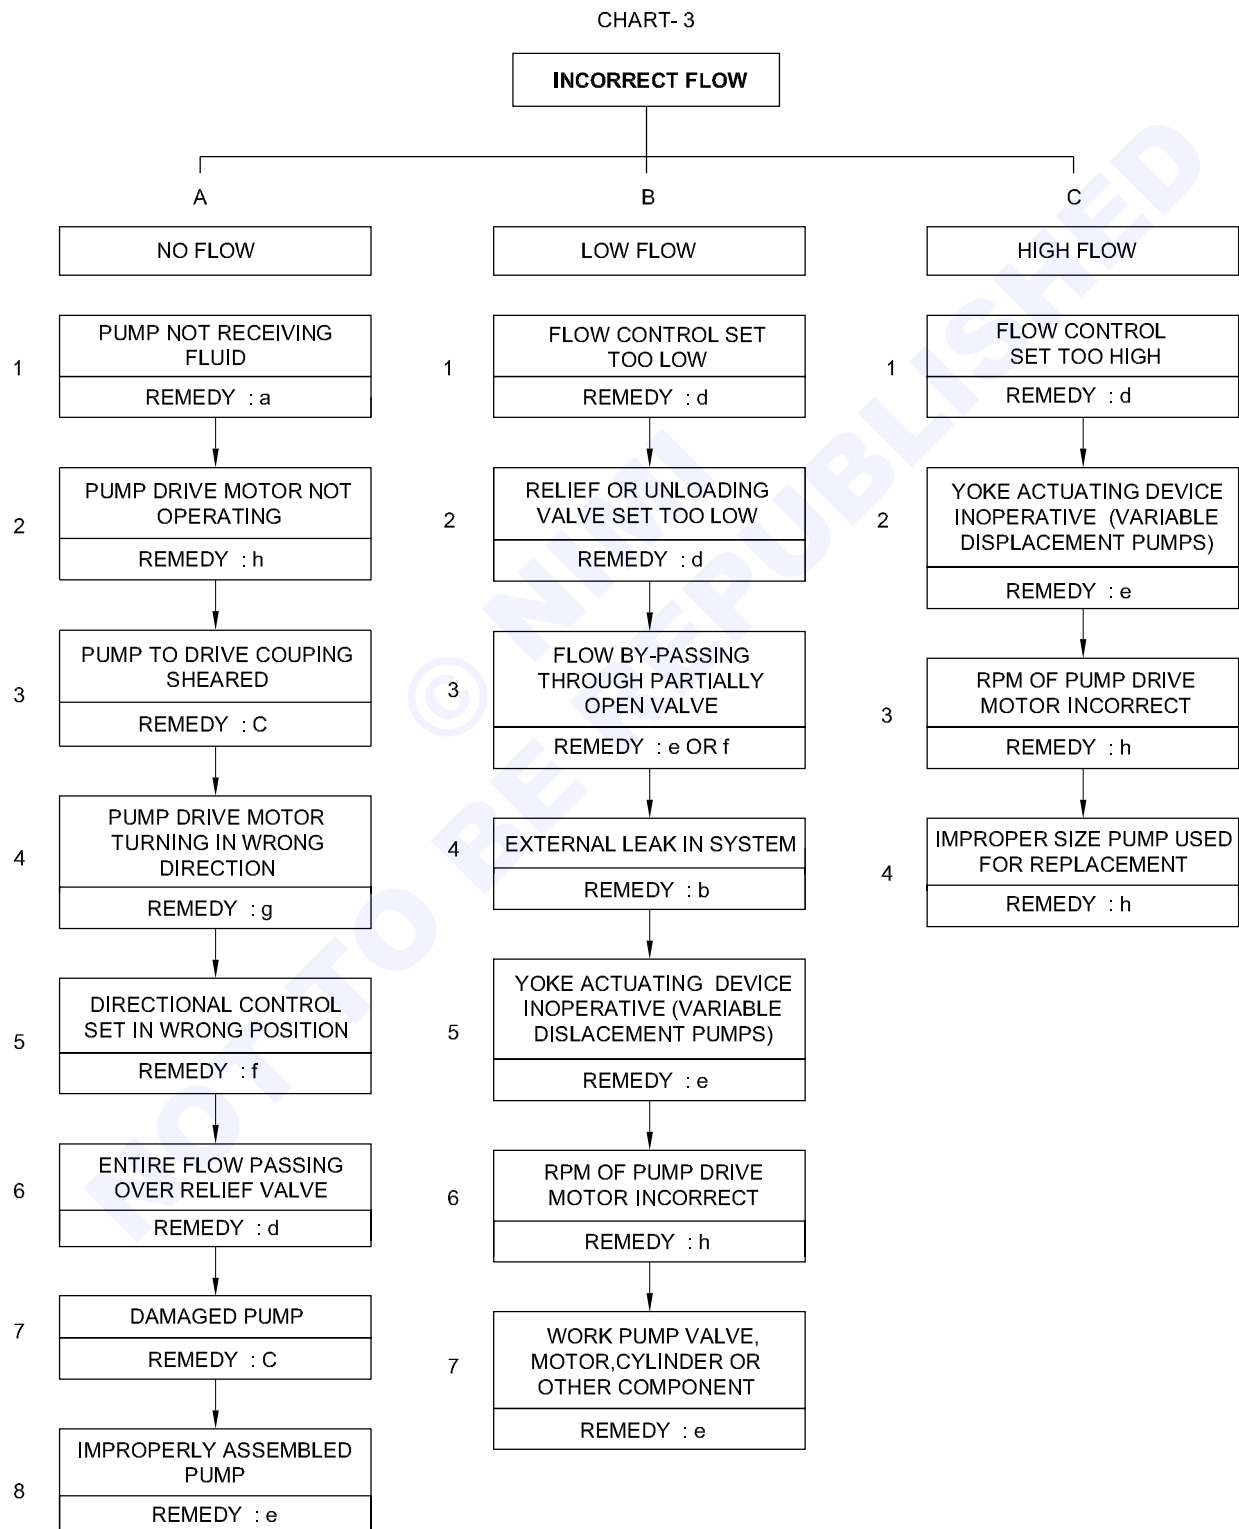 CHART- 3
INCORRECT FLOW
A
NO FLOW
1
PUMP NOT RECEIVING
FLUID
REMEDY : a
2
PUMP DRIVE MOTOR NOT
OPERATING
REMEDY : h
3
PUMP TO DRIVE COUPING
SHEARED
REMEDY : C
4
PUMP DRIVE MOTOR
TURNING IN WRONG
DIRECTION
REMEDY : g
5
DIRECTIONAL CONTROL
SET IN WRONG POSITION
REMEDY : f
6
ENTIRE FLOW PASSING
OVER RELIEF VALVE
REMEDY : d
7
DAMAGED PUMP
REMEDY : C
8
IMPROPERLY ASSEMBLED
PUMP
REMEDY : e
B
LOW FLOW
1
FLOW CONTROL SET
TOO LOW
REMEDY : d
2
RELIEF OR UNLOADING
VALVE SET TOO LOW
REMEDY : d
3
FLOW BY-PASSING
THROUGH PARTIALLY
OPEN VALVE
REMEDY : e OR f
4
EXTERNAL LEAK IN SYSTEM
REMEDY : b
5
YOKE ACTUATING DEVICE
INOPERATIVE (VARIABLE
DISLACEMENT PUMPS)
REMEDY : e
6
RPM OF PUMP DRIVE
MOTOR INCORRECT
REMEDY : h
7
WORK PUMP VALVE,
MOTOR,CYLINDER OR
OTHER COMPONENT
REMEDY : e
C
HIGH FLOW
1
FLOW CONTROL
SET TOO HIGH
REMEDY : d
2
YOKE ACTUATING DEVICE
INOPERATIVE (VARIABLE
DISPLACEMENT PUMPS)
REMEDY : e
3
RPM OF PUMP DRIVE
MOTOR INCORRECT
REMEDY : h
4
IMPROPER SIZE PUMP USED
FOR REPLACEMENT
REMEDY : h
© NIMI
NOT TO BE REPUBLISHED